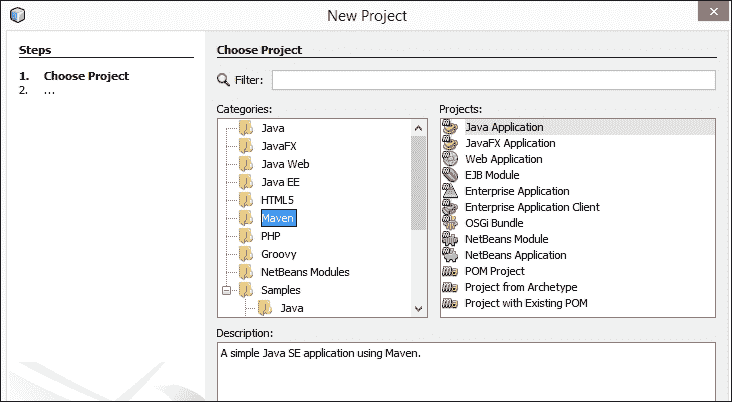 New Project
Steps
1. Choose Project
2. ...
Choose Project
Filter:
Categories:
Java
JavaFX
Java Web
Java EE
HTML5
Maven
PHP
Groovy
NetBeans Modules
Samples
Java
Projects:
Java Application
JavaFX Application
Web Application
EJB Module
Enterprise Application
Enterprise Application Client
OSGi Bundle
NetBeans Module
NetBeans Application
POM Project
Project from Archetype
Project with Existing POM
Description:
A simple Java SE application using Maven.